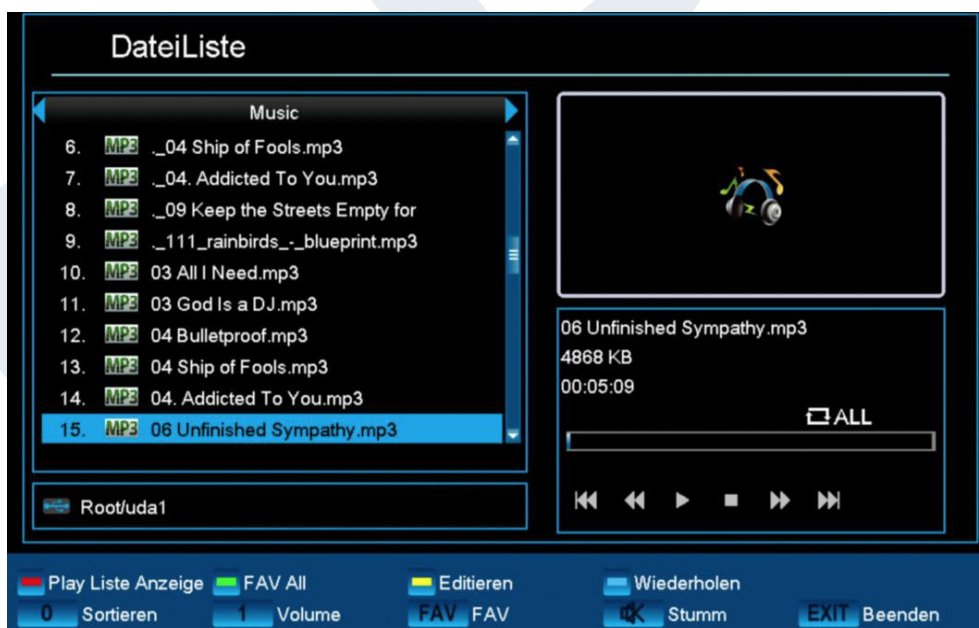 DateiListe
Music
6. MP3 ._04 Ship of Fools.mp3
7. MP3 ._04. Addicted To You.mp3
8. MP3 ._09 Keep the Streets Empty for
9. MP3 ._111_rainbirds_-_blueprint.mp3
10. MP3 03 All I Need.mp3
11. MP3 03 God Is a DJ.mp3
12. MP3 04 Bulletproof.mp3
13. MP3 04 Ship of Fools.mp3
14. MP3 04. Addicted To You.mp3
15. MP3 06 Unfinished Sympathy.mp3
Root/uda1
06 Unfinished Sympathy.mp3
4868 KB
00:05:09
ALL
Play Liste Anzeige FAV All Editieren Wiederholen
0 Sortieren 1 Volume FAV FAV Stumm EXIT Beenden